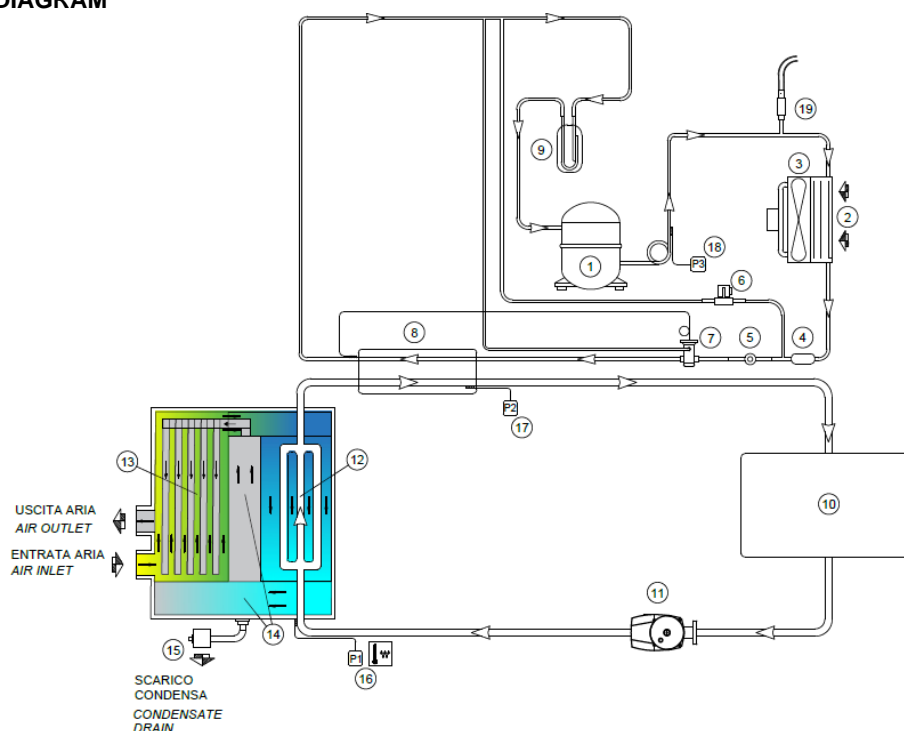 DIAGRAM
19
3
9
2
18
P3
1
6
8
7
5
4
P2
17
13
12
10
USCITA ARIA
AIR OUTLET
ENTRATA ARIA
AIR INLET
11
15
14
P1
16
SCARICO
CONDENSA
CONDENSATE
DRAIN